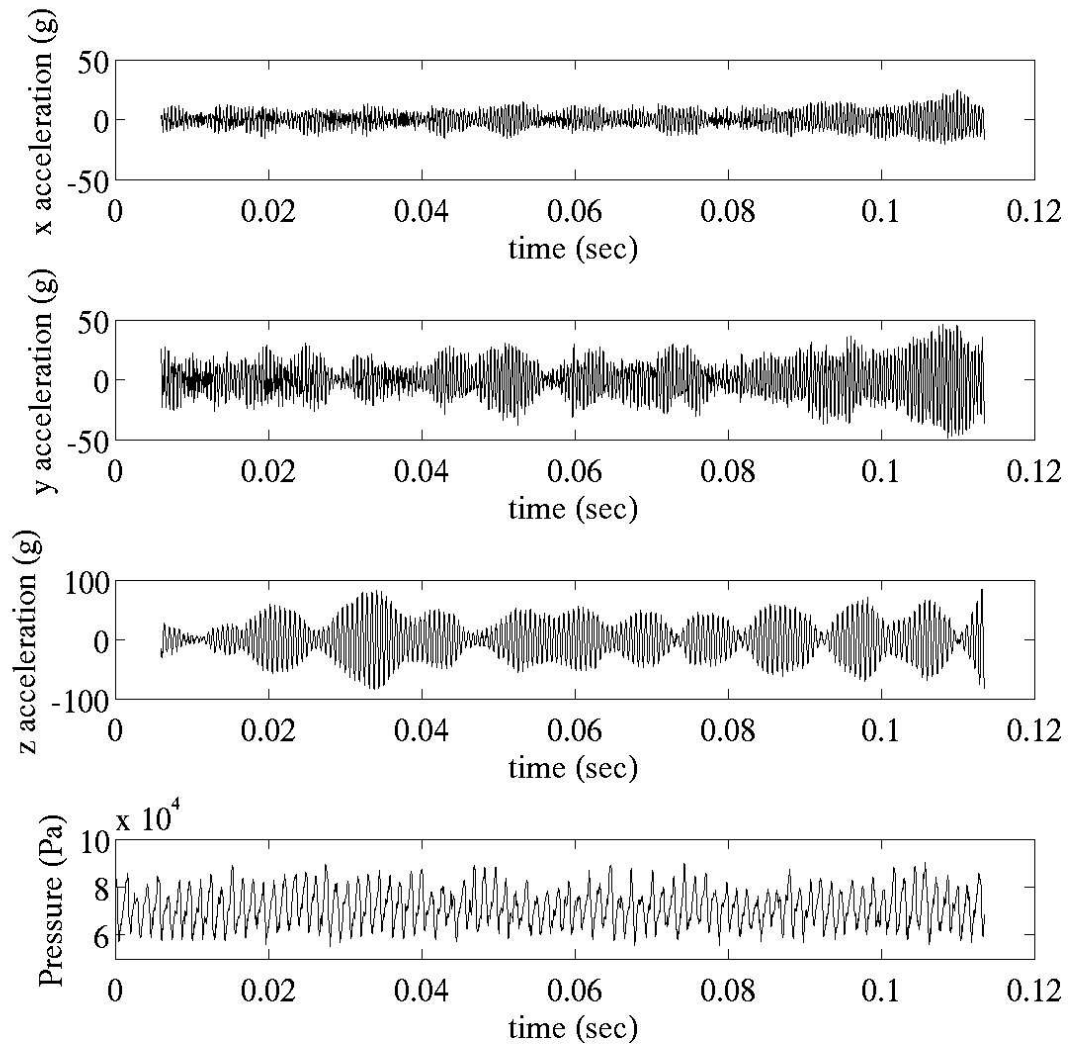 x acceleration (g)
50
0
-50
0 0.02 0.04 0.06 0.08 0.1 0.12
time (sec)
y acceleration (g)
50
0
-50
0 0.02 0.04 0.06 0.08 0.1 0.12
time (sec)
z acceleration (g)
100
0
-100
0 0.02 0.04 0.06 0.08 0.1 0.12
time (sec)
Pressure (Pa)
x 10^4
10
8
6
0 0.02 0.04 0.06 0.08 0.1 0.12
time (sec)